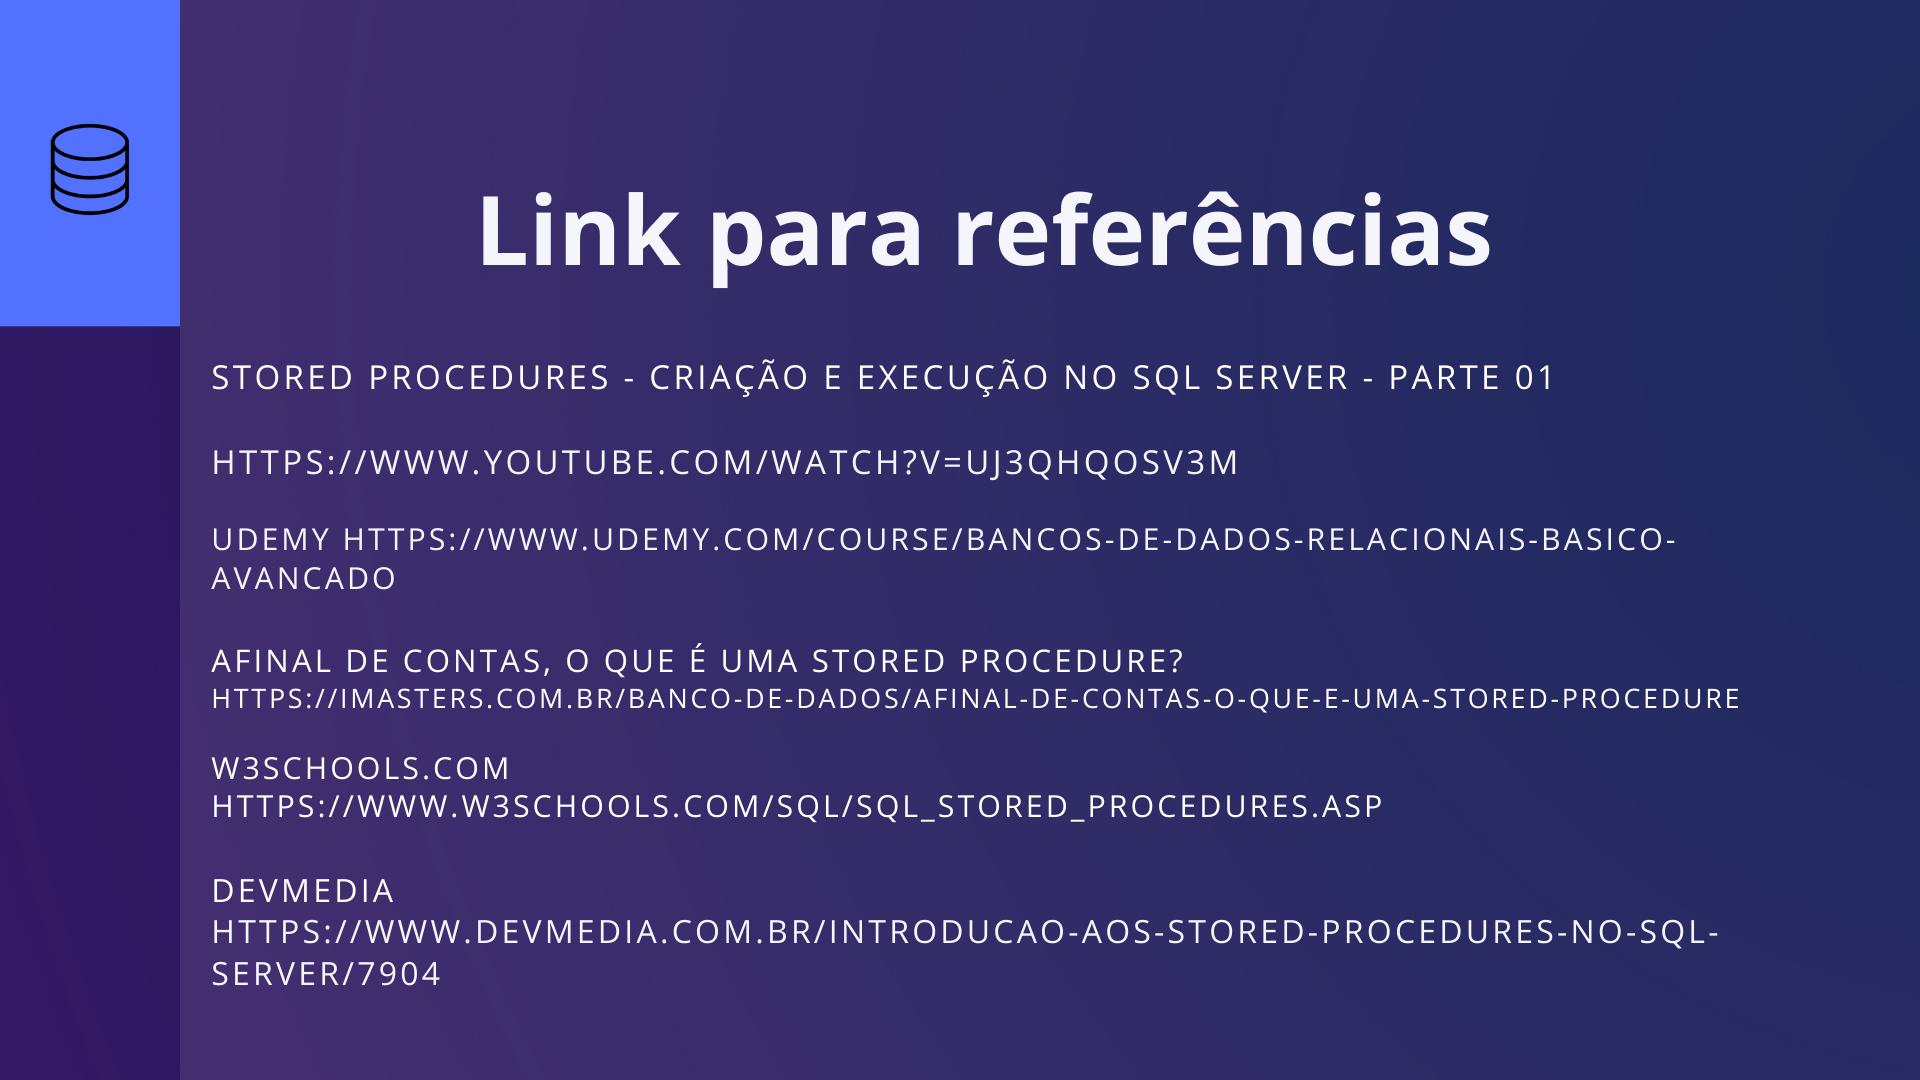 Link para referências
STORED PROCEDURES - CRIAÇÃO E EXECUÇÃO NO SQL SERVER - PARTE 01
HTTPS://WWW.YOUTUBE.COM/WATCH?V=UJ3QHQOSV3M
UDEMY HTTPS://WWW.UDEMY.COM/COURSE/BANCOS-DE-DADOS-RELACIONAIS-BASICO-
AVANCADO
AFINAL DE CONTAS, O QUE É UMA STORED PROCEDURE?
HTTPS://IMASTERS.COM.BR/BANCO-DE-DADOS/AFINAL-DE-CONTAS-O-QUE-E-UMA-STORED-PROCEDURE
W3SCHOOLS.COM
HTTPS://WWW.W3SCHOOLS.COM/SQL/SQL_STORED_PROCEDURES.ASP
DEVMEDIA
HTTPS://WWW.DEVMEDIA.COM.BR/INTRODUCAO-AOS-STORED-PROCEDURES-NO-SQL-
SERVER/7904